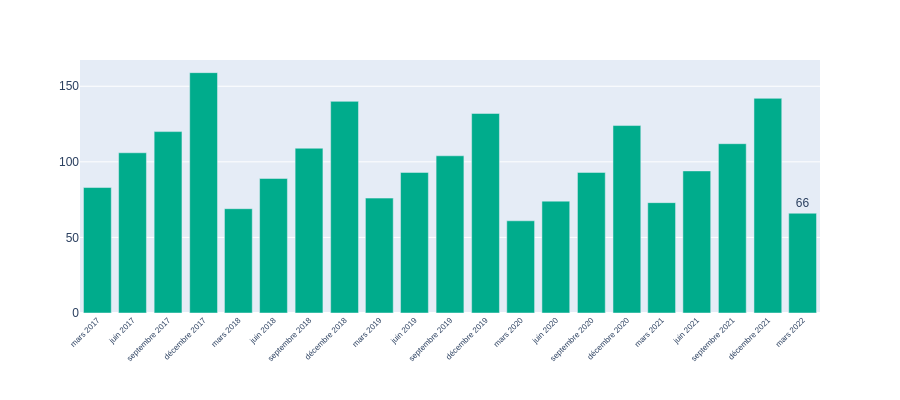 150
100
50
0
66
mars 2017
juin 2017
septembre 2017
décembre 2017
mars 2018
juin 2018
septembre 2018
décembre 2018
mars 2019
juin 2019
septembre 2019
décembre 2019
mars 2020
juin 2020
septembre 2020
décembre 2020
mars 2021
juin 2021
septembre 2021
décembre 2021
mars 2022